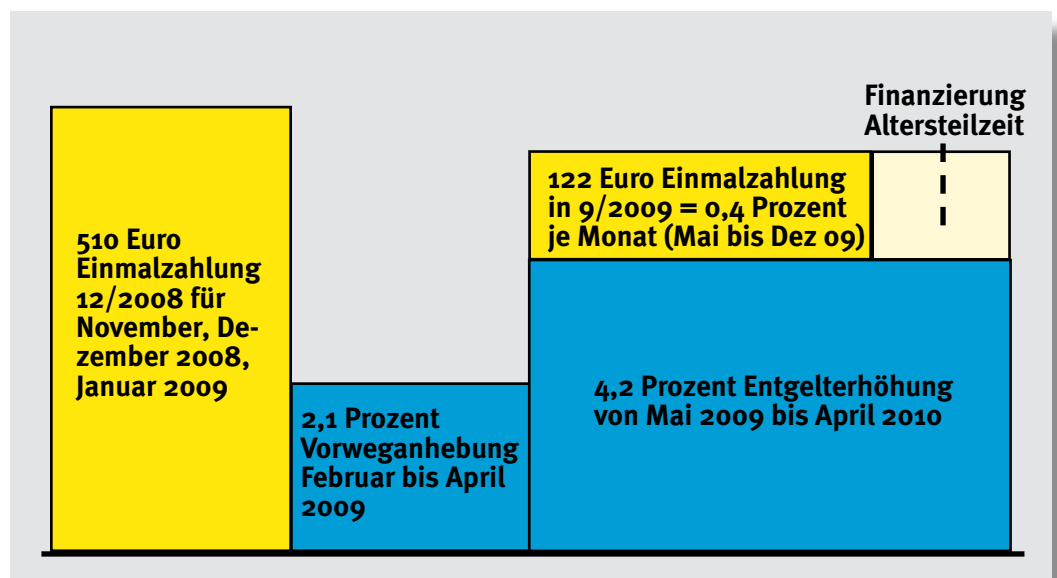 510 Euro
Einmalzahlung
12/2008 für
November, De-
zember 2008,
Januar 2009
2,1 Prozent
Vorweganhebung
Februar bis April
2009
122 Euro Einmalzahlung
in 9/2009 = 0,4 Prozent
je Monat (Mai bis Dez 09)
Finanzierung
Altersteilzeit
4,2 Prozent Entgelterhöhung
von Mai 2009 bis April 2010